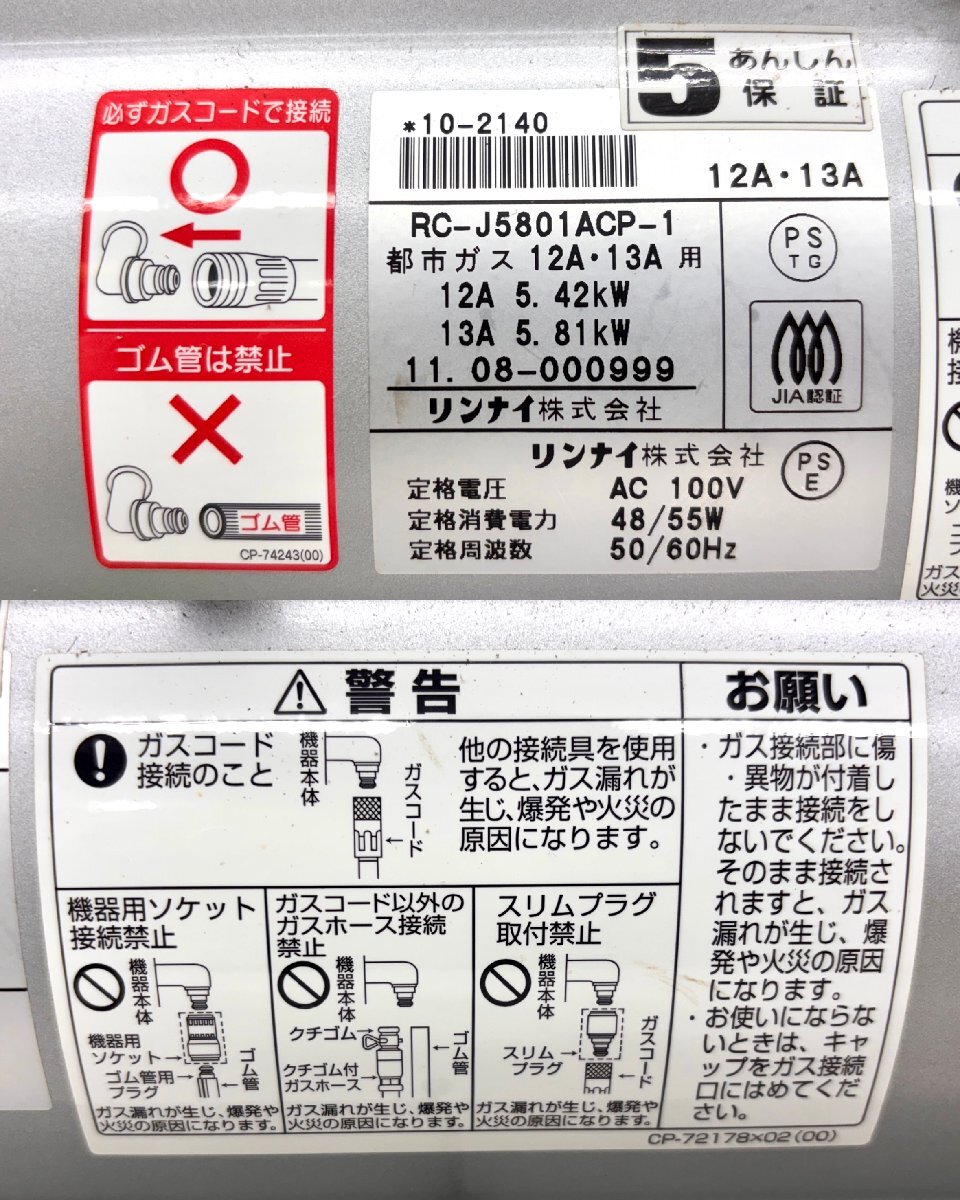 必ずガスコードで接続
ゴム管は禁止
ゴム管
CP-74243(00)
5 あんしん
保証
*10-2140
12A・13A
RC-J5801ACP-1
都市ガス 12A・13A 用
12A 5.42kW
13A 5.81kW
11.08-000999
リンナイ株式会社
PS
TG
JIA認証
リンナイ株式会社
PS
E
定格電圧 AC 100V
定格消費電力 48/55W
定格周波数 50/60Hz
機
接
機
ソ
ガス
火災
警告
ガスコード
接続のこと
機器本体
ガスコード
他の接続具を使用
すると、ガス漏れが
生じ、爆発や火災の
原因になります。
機器用ソケット
接続禁止
機器本体
機器用
ソケット
ゴム管用
プラグ
ゴム管
ガス漏れが生じ、爆発や
火災の原因になります。
ガスコード以外の
ガスホース接続
禁止
機器本体
クチゴム
クチゴム付
ガスホース
ゴム管
ガス漏れが生じ、爆発や
火災の原因になります。
スリムプラグ
取付禁止
機器本体
スリム
プラグ
ガスコード
ガス漏れが生じ、爆発や
火災の原因になります。
お願い
・ガス接続部に傷
・異物が付着し
たまま接続をし
ないでください。
そのまま接続さ
れますと、ガス
漏れが生じ、爆
発や火災の原因
になります。
・お使いにならな
いときは、キャ
ップをガス接続
口にはめてくだ
さい。
CP-72178×02(00)